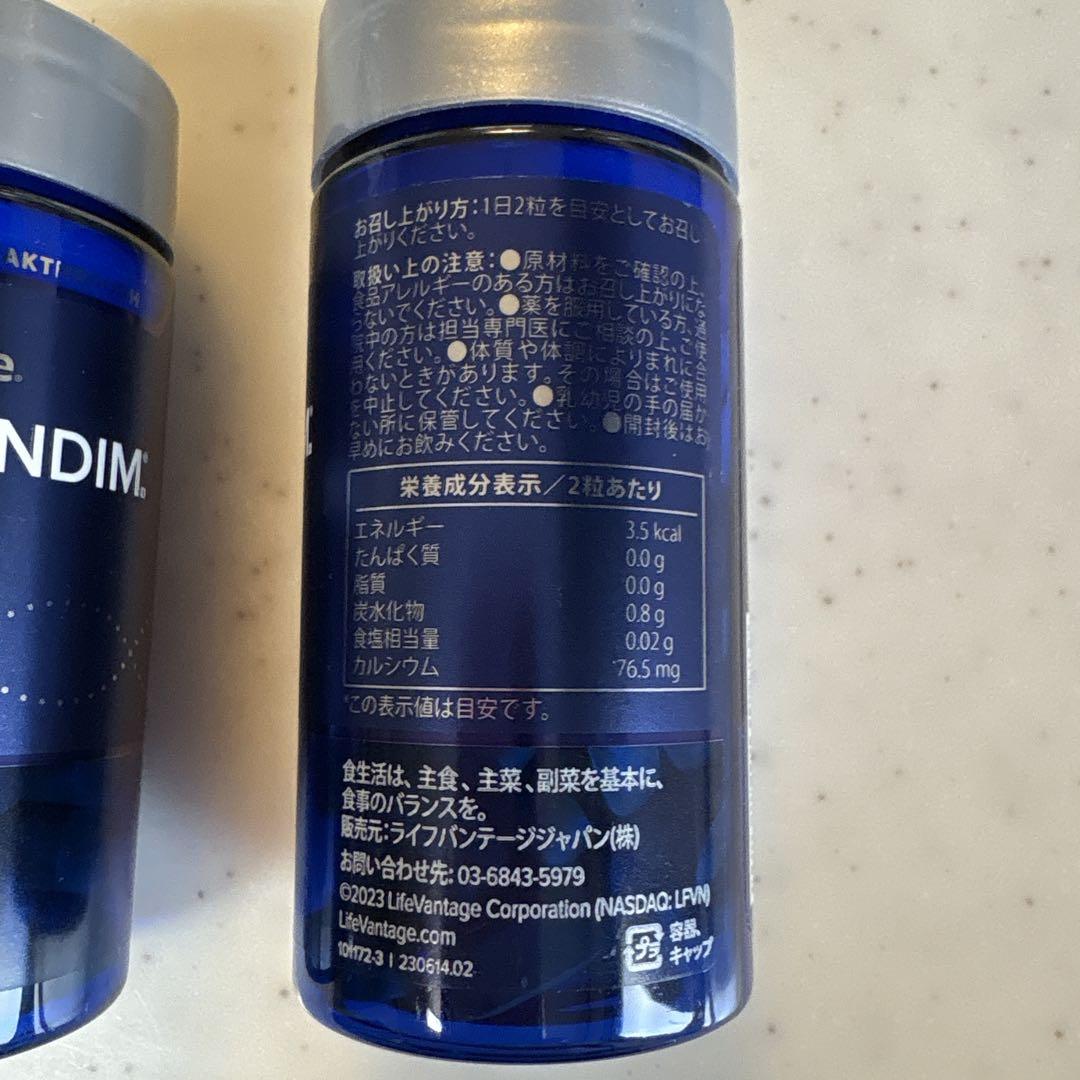 AKTI
e®
NDIM®
お召し上がり方:1日2粒を目安としてお召し
上がりください。
取扱い上の注意:●原材料をご確認の上、
食品アレルギーのある方はお召し上がりにな
らないでください。●薬を服用している方、通
院中の方は担当専門医にご相談の上、ご使
用ください。●体質や体調によりまれに合
わないときがあります。その場合はご使用
を中止してください。●乳幼児の手の届か
ない所に保管してください。●開封後はお
早めにお飲みください。
栄養成分表示/2粒あたり
エネルギー 3.5 kcal
たんぱく質 0.0 g
脂質 0.0 g
炭水化物 0.8 g
食塩相当量 0.02 g
カルシウム *76.5 mg
*この表示値は目安です。
食生活は、主食、主菜、副菜を基本に、
食事のバランスを。
販売元:ライフバンテージジャパン(株)
お問い合わせ先: 03-6843-5979
©2023 LifeVantage Corporation (NASDAQ: LFVN)
LifeVantage.com
101172-3 | 230614.02
プラ
容器、
キャップ